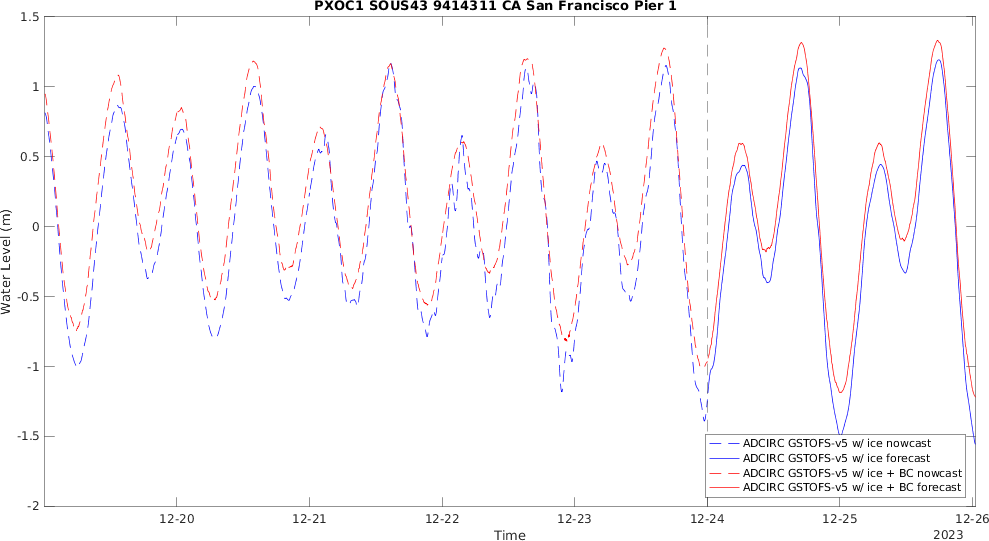 PXOC1 SOUS43 9414311 CA San Francisco Pier 1
1.5
1
0.5
0
-0.5
-1
-1.5
-2
Water Level (m)
12-20
12-21
12-22
12-23
12-24
12-25
12-26
Time
2023
ADCIRC GSTOFS-v5 w/ ice nowcast
ADCIRC GSTOFS-v5 w/ ice forecast
ADCIRC GSTOFS-v5 w/ ice + BC nowcast
ADCIRC GSTOFS-v5 w/ ice + BC forecast